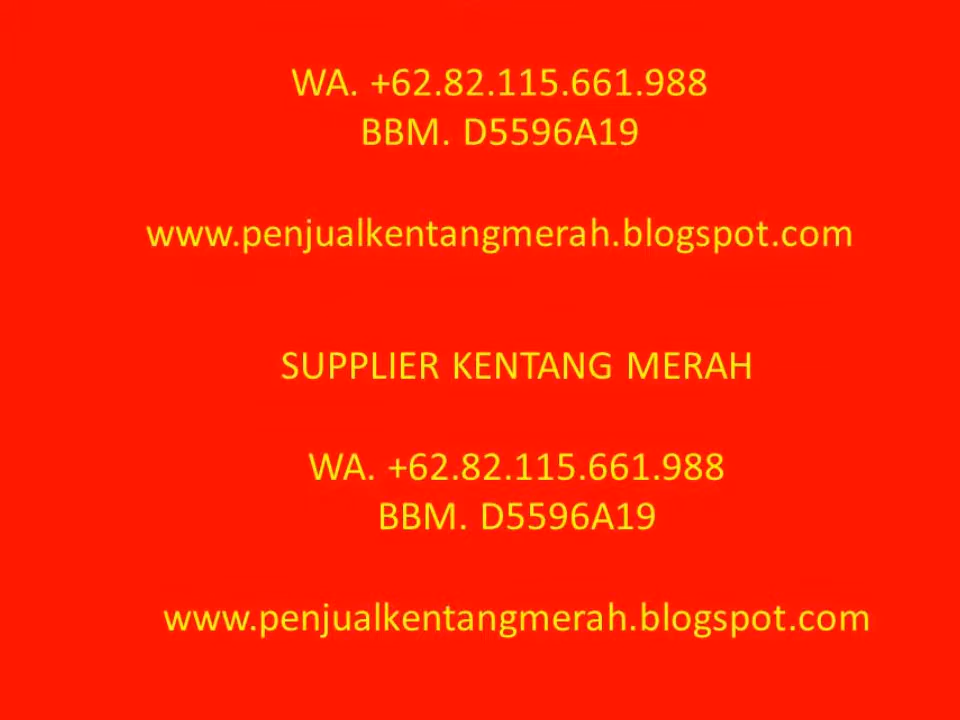 WA. +62.82.115.661.988
BBM. D5596A19
www.penjualkentangmerah.blogspot.com
SUPPLIER KENTANG MERAH
WA. +62.82.115.661.988
BBM. D5596A19
www.penjualkentangmerah.blogspot.com